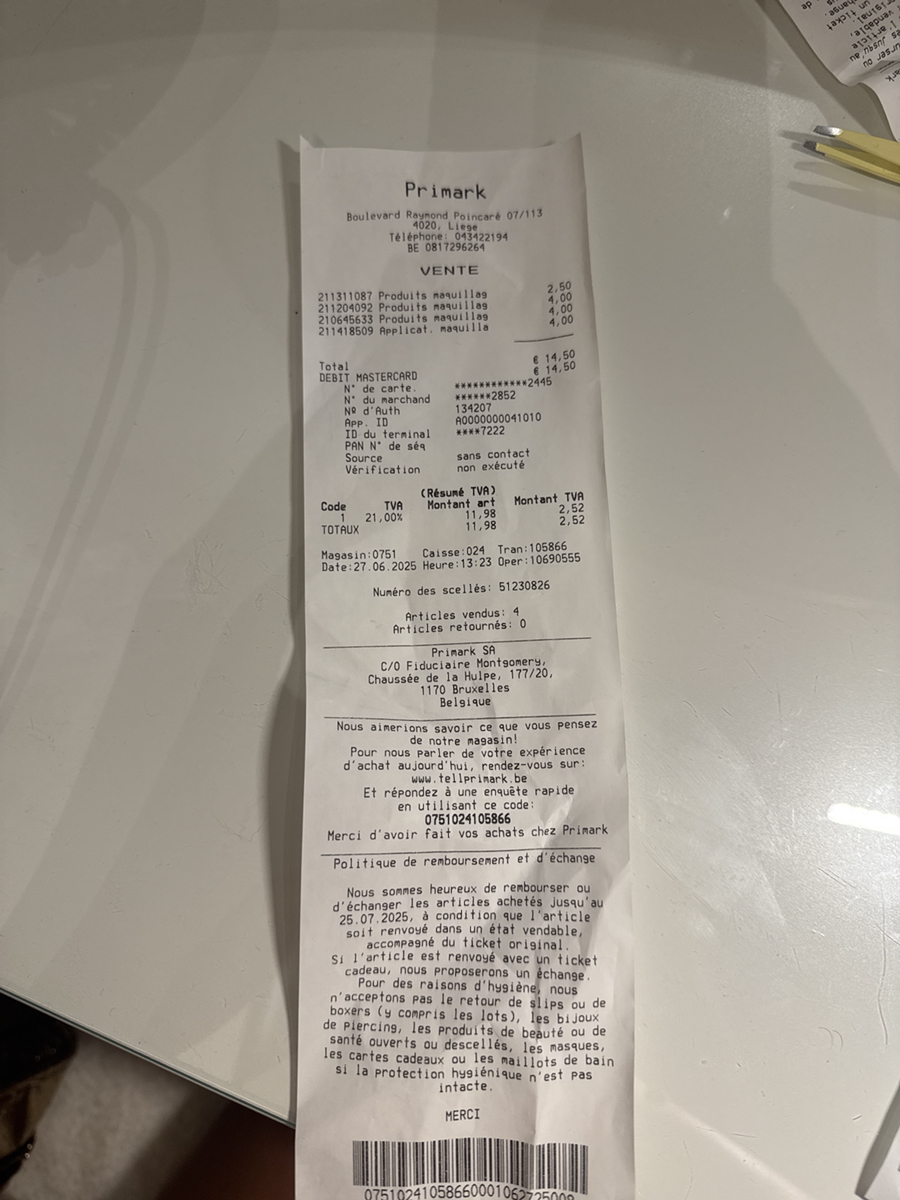 Primark
Boulevard Raymond Poincaré 07/113
4020, Liege
Téléphone: 043422194
BE 0817296264
VENTE
211311087 Produits maquillag 2,50
211204092 Produits maquillag 4,00
210645633 Produits maquillag 4,00
211418509 Applicat. maquilla 4,00
Total € 14,50
DEBIT MASTERCARD € 14,50
N° de carte. ************2445
N° du marchand ******2852
Nº d'Auth 134207
App. ID A0000000041010
ID du terminal ****7222
PAN N° de séq
Source sans contact
Vérification non exécuté
(Résumé TVA)
Code TVA Montant art Montant TVA
1 21,00% 11,98 2,52
TOTAUX 11,98 2,52
Magasin:0751 Caisse:024 Tran:105866
Date:27.06.2025 Heure:13:23 Oper:10690555
Numéro des scellés: 51230826
Articles vendus: 4
Articles retournés: 0
Primark SA
C/O Fiduciaire Montgomery,
Chaussée de la Hulpe, 177/20,
1170 Bruxelles
Belgique
Nous aimerions savoir ce que vous pensez
de notre magasin!
Pour nous parler de votre expérience
d'achat aujourd'hui, rendez-vous sur:
www.tellprimark.be
Et répondez à une enquête rapide
en utilisant ce code:
0751024105866
Merci d'avoir fait vos achats chez Primark
Politique de remboursement et d'échange
Nous sommes heureux de rembourser ou
d'échanger les articles achetés jusqu'au
25.07.2025, à condition que l'article
soit renvoyé dans un état vendable,
accompagné du ticket original.
Si l'article est renvoyé avec un ticket
cadeau, nous proposerons un échange.
Pour des raisons d'hygiène, nous
n'acceptons pas le retour de slips ou de
boxers (y compris les lots), les bijoux
de piercing, les produits de beauté ou de
santé ouverts ou descellés, les masques,
les cartes cadeaux ou les maillots de bain
si la protection hygiénique n'est pas
intacte.
MERCI